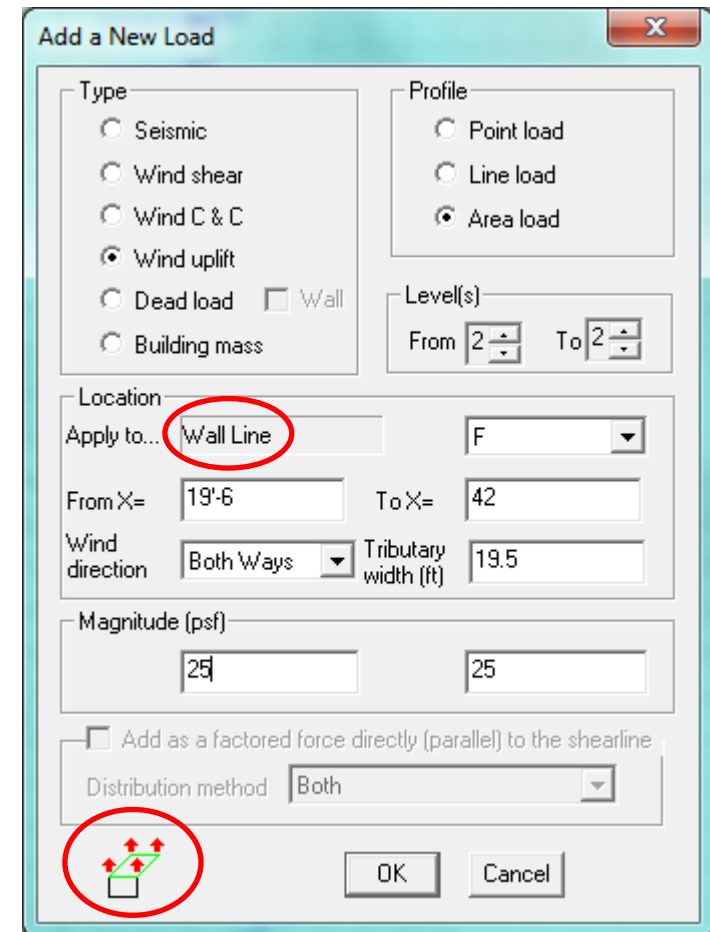 Add a New Load
Type
Seismic
Wind shear
Wind C & C
Wind uplift
Dead load Wall
Building mass
Profile
Point load
Line load
Area load
Level(s)
From 2 To 2
Location
Apply to... Wall Line F
From X= 19'-6 To X= 42
Wind direction Both Ways Tributary width (ft) 19.5
Magnitude (psf)
25 25
Add as a factored force directly (parallel) to the shearline
Distribution method Both
OK Cancel